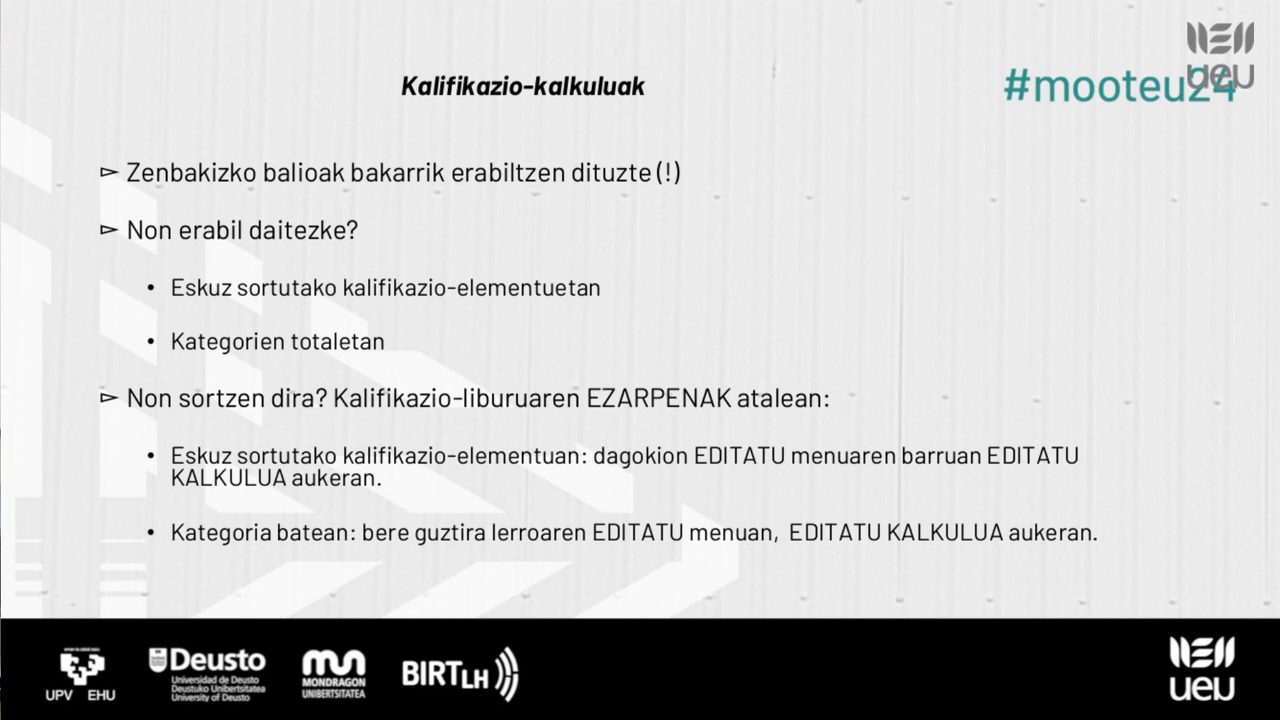 Kalifikazio-kalkuluak
#mooteu24
ueu
▻ Zenbakizko balioak bakarrik erabiltzen dituzte (!)
▻ Non erabil daitezke?
• Eskuz sortutako kalifikazio-elementuetan
• Kategorien totaletan
▻ Non sortzen dira? Kalifikazio-liburuaren EZARPENAK atalean:
• Eskuz sortutako kalifikazio-elementuan: dagokion EDITATU menuaren barruan EDITATU
KALKULUA aukeran.
• Kategoria batean: bere guztira lerroaren EDITATU menuan, EDITATU KALKULUA aukeran.
UPV EHU
Deusto
Universidad de Deusto
Deustuko Unibertsitatea
University of Deusto
MONDRAGON
UNIBERTSITATEA
BIRT LH
ueu